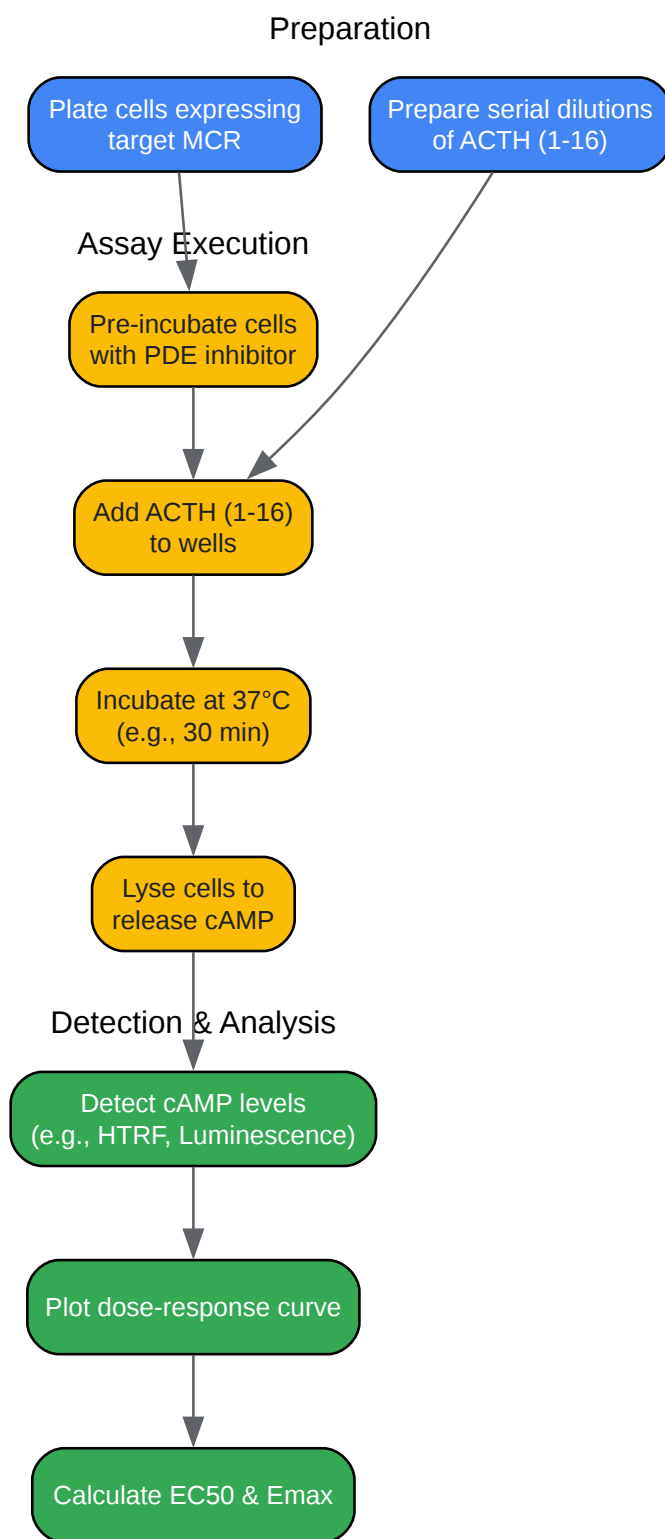 Preparation
Plate cells expressing
target MCR
Prepare serial dilutions
of ACTH (1-16)
Assay Execution
Pre-incubate cells
with PDE inhibitor
Add ACTH (1-16)
to wells
Incubate at 37°C
(e.g., 30 min)
Lyse cells to
release cAMP
Detection & Analysis
Detect cAMP levels
(e.g., HTRF, Luminescence)
Plot dose-response curve
Calculate EC50 & Emax